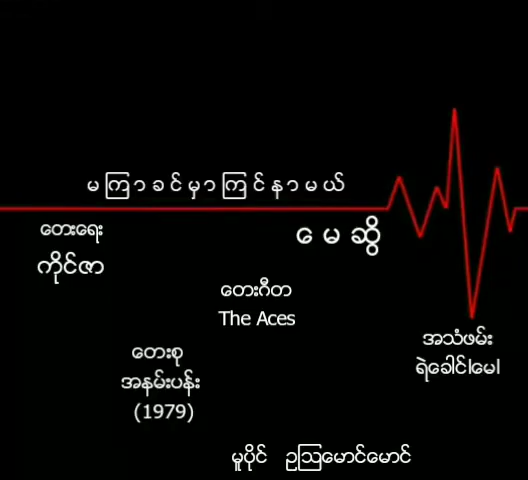 မကြာခင်မှာကြင်နာမယ်
တေးရေး
ကိုင်ဇာ
မေဆွိ
တေးဂီတ
The Aces
တေးစု
အနမ်းပန်း
(1979)
အသံဖမ်း
ရဲခေါင်၊မေ၊
မူပိုင် ဥဩမောင်မောင်